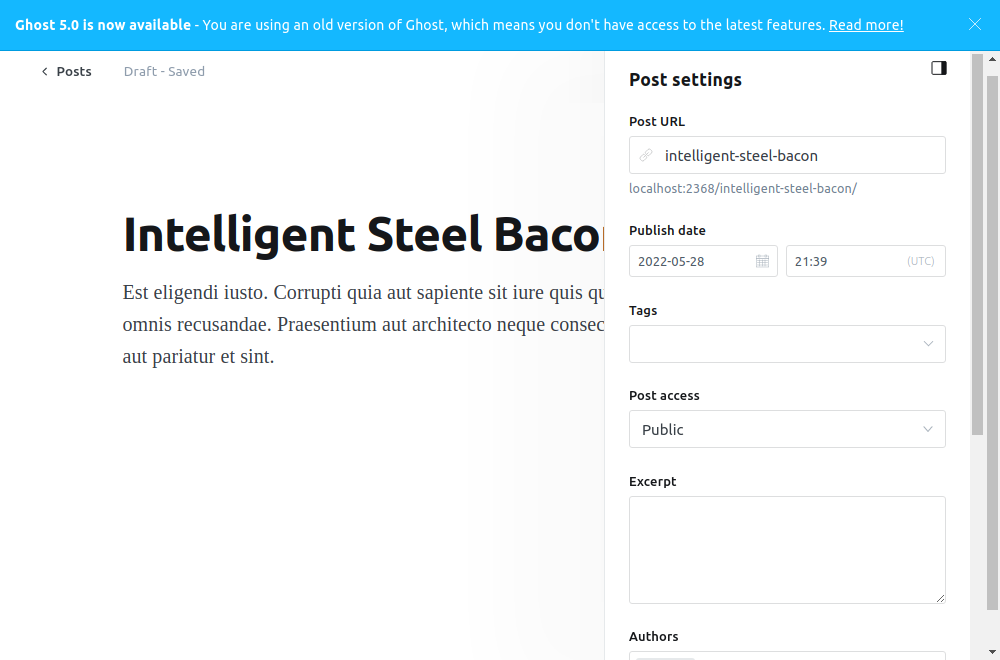 Ghost 5.0 is now available - You are using an old version of Ghost, which means you don't have access to the latest features. Read more!
Posts
Draft - Saved
Intelligent Steel Baco
Est eligendi iusto. Corrupti quia aut sapiente sit iure quis
omnis recusandae. Praesentium aut architecto neque
aut pariatur et sint.
Post settings
Post URL
intelligent-steel-bacon
localhost:2368/intelligent-steel-bacon/
Publish date
2022-05-28
21:39
(UTC)
Tags
Post access
Public
Excerpt
Authors